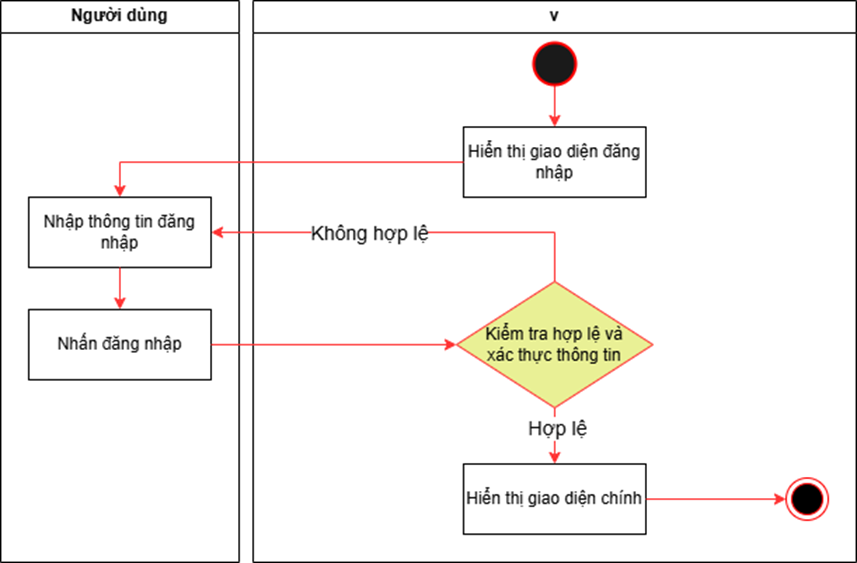 Người dùng
v
Hiển thị giao diện đăng
nhập
Nhập thông tin đăng
nhập
Không hợp lệ
Nhấn đăng nhập
Kiểm tra hợp lệ và
xác thực thông tin
Hợp lệ
Hiển thị giao diện chính